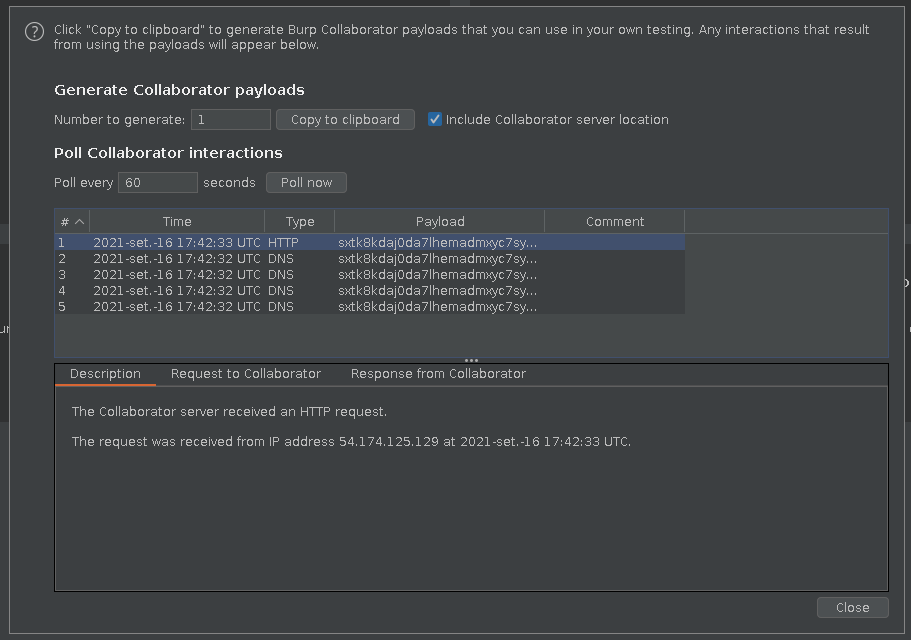 Click "Copy to clipboard" to generate Burp Collaborator payloads that you can use in your own testing. Any interactions that result
from using the payloads will appear below.
Generate Collaborator payloads
Number to generate: 1 Copy to clipboard Include Collaborator server location
Poll Collaborator interactions
Poll every 60 seconds Poll now
# Time Type Payload Comment
1 2021-set.-16 17:42:33 UTC HTTP sxtk8kdaj0da7lhemadmxyc7sy...
2 2021-set.-16 17:42:32 UTC DNS sxtk8kdaj0da7lhemadmxyc7sy...
3 2021-set.-16 17:42:32 UTC DNS sxtk8kdaj0da7lhemadmxyc7sy...
4 2021-set.-16 17:42:32 UTC DNS sxtk8kdaj0da7lhemadmxyc7sy...
5 2021-set.-16 17:42:32 UTC DNS sxtk8kdaj0da7lhemadmxyc7sy...
Description Request to Collaborator Response from Collaborator
The Collaborator server received an HTTP request.
The request was received from IP address 54.174.125.129 at 2021-set.-16 17:42:33 UTC.
Close